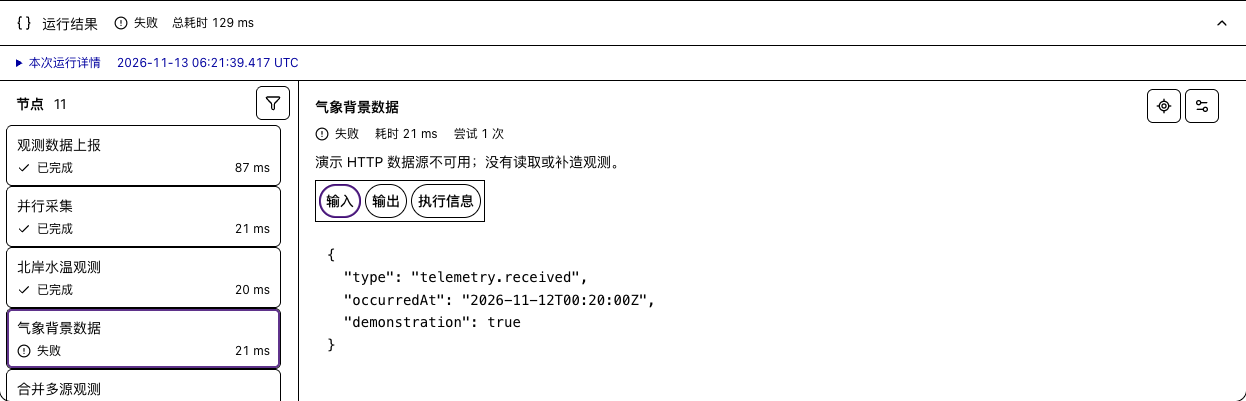 运行结果 失败 总耗时 129 ms
本次运行详情 2026-11-13 06:21:39.417 UTC
节点 11
观测数据上报
已完成 87 ms
并行采集
已完成 21 ms
北岸水温观测
已完成 20 ms
气象背景数据
失败 21 ms
合并多源观测
气象背景数据
失败 耗时 21 ms 尝试 1 次
演示 HTTP 数据源不可用；没有读取或补造观测。
输入 输出 执行信息
{
"type": "telemetry.received",
"occurredAt": "2026-11-12T00:20:00Z",
"demonstration": true
}